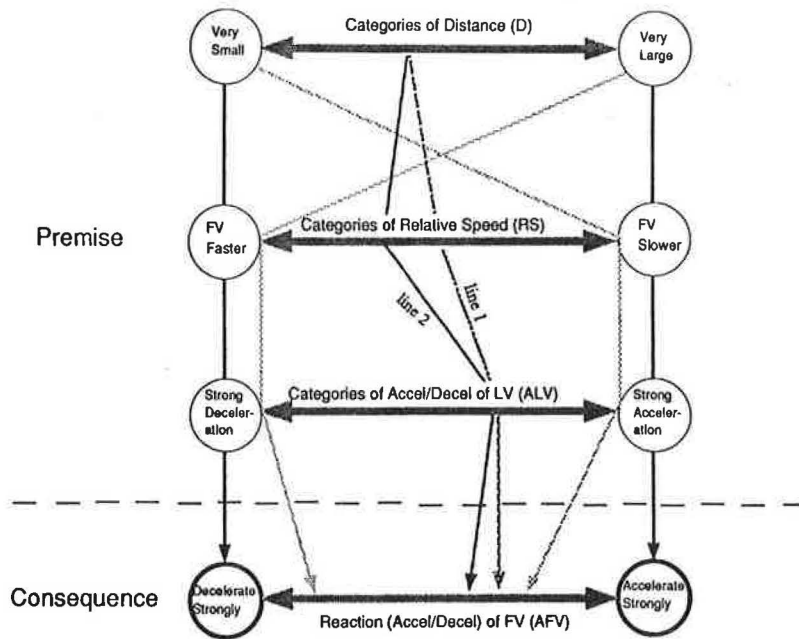 Categories of Distance (D)
Very
Small
Very
Large
Premise
FV
Faster
Categories of Relative Speed (RS)
FV
Slower
line 2
line 1
Strong
Deceler-
ation
Categories of Accel/Decel of LV (ALV)
Strong
Acceler-
ation
Consequence
Decelerate
Strongly
Accelerate
Strongly
Reaction (Accel/Decel) of FV (AFV)